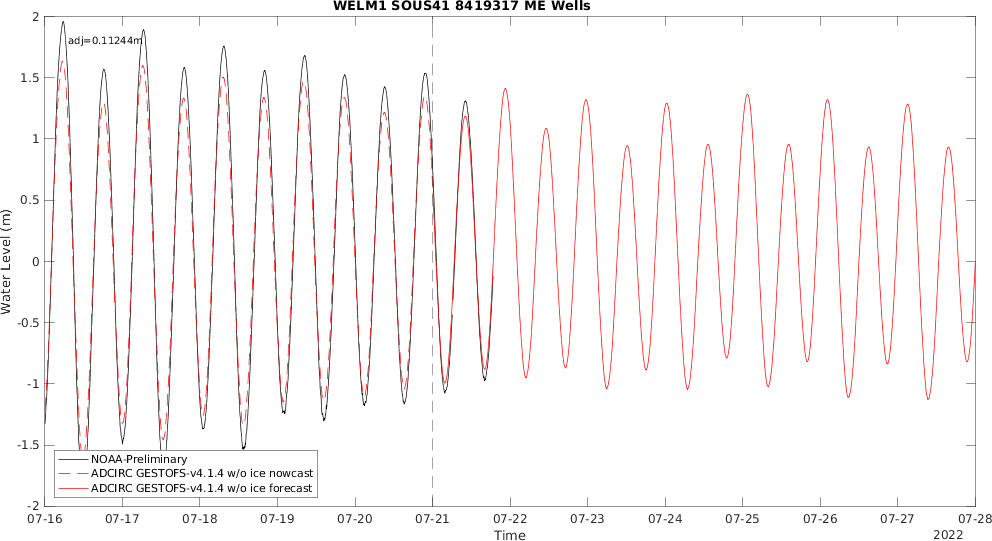 WELM1 SOUS41 8419317 ME Wells
adj=0.11244m
2
1.5
1
0.5
0
-0.5
-1
-1.5
-2
Water Level (m)
NOAA-Preliminary
ADCIRC GESTOFS-v4.1.4 w/o ice nowcast
ADCIRC GESTOFS-v4.1.4 w/o ice forecast
07-16 07-17 07-18 07-19 07-20 07-21 07-22 07-23 07-24 07-25 07-26 07-27 07-28
Time
2022